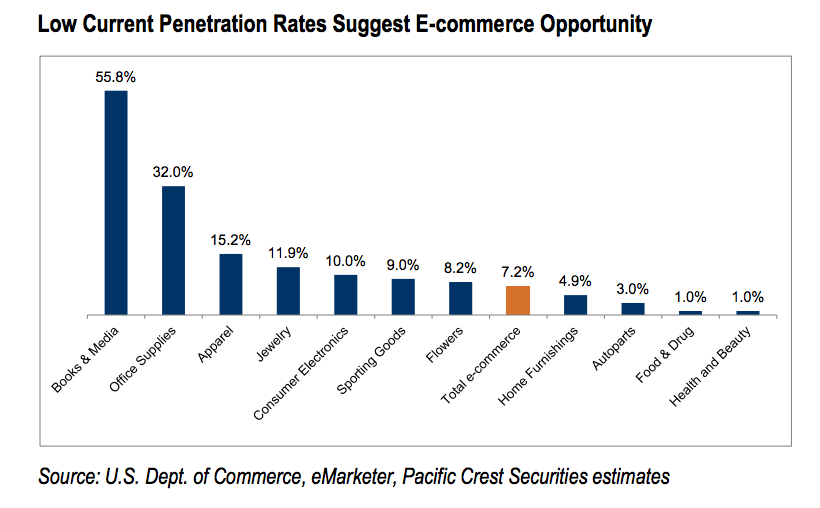 Low Current Penetration Rates Suggest E-commerce Opportunity
55.8%
32.0%
15.2%
11.9%
10.0%
9.0%
8.2%
7.2%
4.9%
3.0%
1.0%
1.0%
Books & Media
Office Supplies
Apparel
Jewelry
Consumer Electronics
Sporting Goods
Flowers
Total e-commerce
Home Furnishings
Autoparts
Food & Drug
Health and Beauty
Source: U.S. Dept. of Commerce, eMarketer, Pacific Crest Securities estimates